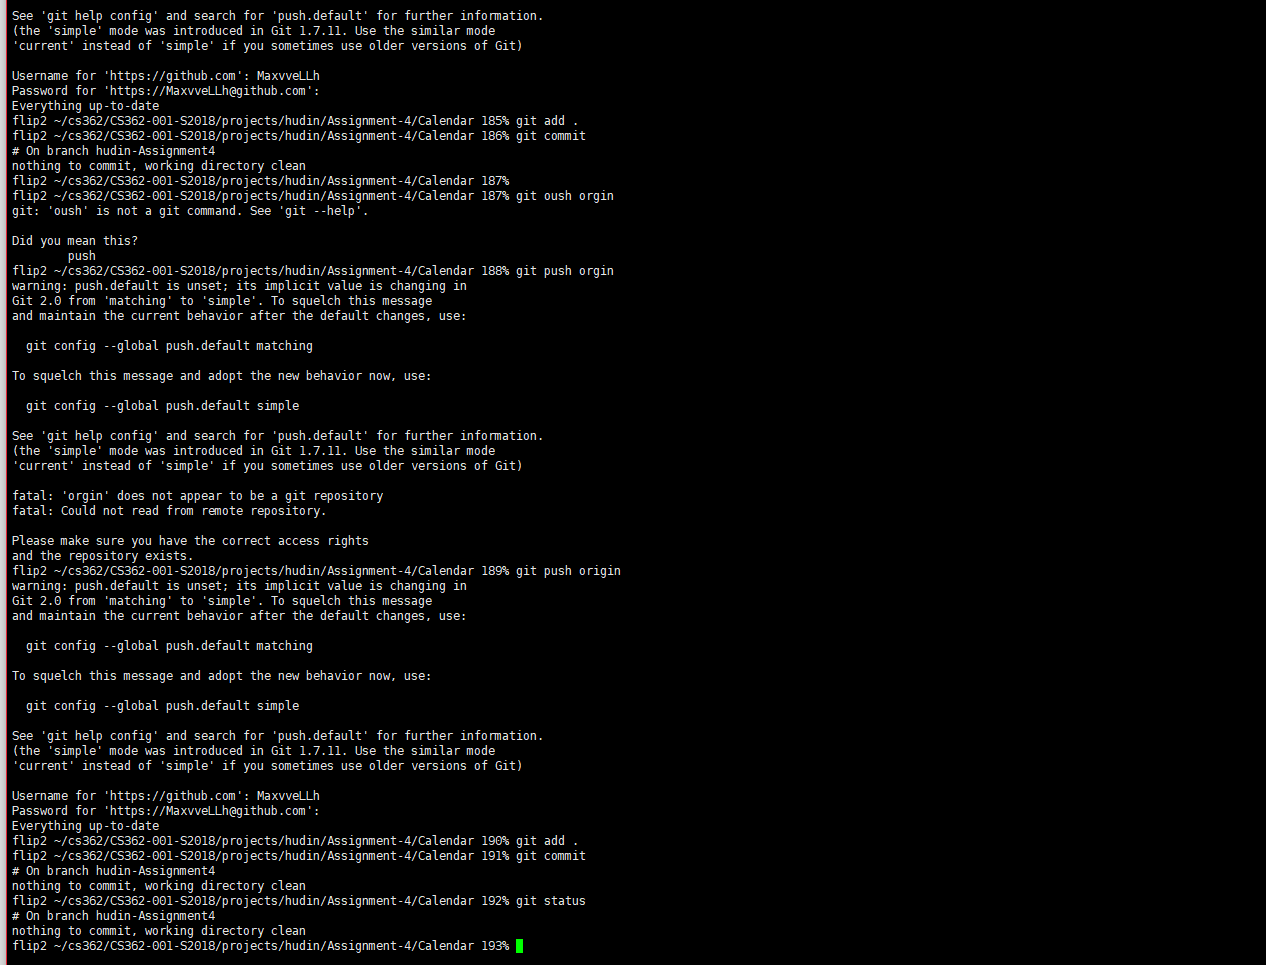 See 'git help config' and search for 'push.default' for further information.
(the 'simple' mode was introduced in Git 1.7.11. Use the similar mode
'current' instead of 'simple' if you sometimes use older versions of Git)

Username for 'https://github.com': MaxvveLLh
Password for 'https://MaxvveLLh@github.com':
Everything up-to-date
flip2 ~/cs362/CS362-001-S2018/projects/hudin/Assignment-4/Calendar 185% git add .
flip2 ~/cs362/CS362-001-S2018/projects/hudin/Assignment-4/Calendar 186% git commit
# On branch hudin-Assignment4
nothing to commit, working directory clean
flip2 ~/cs362/CS362-001-S2018/projects/hudin/Assignment-4/Calendar 187%
flip2 ~/cs362/CS362-001-S2018/projects/hudin/Assignment-4/Calendar 187% git oush orgin
git: 'oush' is not a git command. See 'git --help'.

Did you mean this?
        push
flip2 ~/cs362/CS362-001-S2018/projects/hudin/Assignment-4/Calendar 188% git push orgin
warning: push.default is unset; its implicit value is changing in
Git 2.0 from 'matching' to 'simple'. To squelch this message
and maintain the current behavior after the default changes, use:

  git config --global push.default matching

To squelch this message and adopt the new behavior now, use:

  git config --global push.default simple

See 'git help config' and search for 'push.default' for further information.
(the 'simple' mode was introduced in Git 1.7.11. Use the similar mode
'current' instead of 'simple' if you sometimes use older versions of Git)

fatal: 'orgin' does not appear to be a git repository
fatal: Could not read from remote repository.

Please make sure you have the correct access rights
and the repository exists.
flip2 ~/cs362/CS362-001-S2018/projects/hudin/Assignment-4/Calendar 189% git push origin
warning: push.default is unset; its implicit value is changing in
Git 2.0 from 'matching' to 'simple'. To squelch this message
and maintain the current behavior after the default changes, use:

  git config --global push.default matching

To squelch this message and adopt the new behavior now, use:

  git config --global push.default simple

See 'git help config' and search for 'push.default' for further information.
(the 'simple' mode was introduced in Git 1.7.11. Use the similar mode
'current' instead of 'simple' if you sometimes use older versions of Git)

Username for 'https://github.com': MaxvveLLh
Password for 'https://MaxvveLLh@github.com':
Everything up-to-date
flip2 ~/cs362/CS362-001-S2018/projects/hudin/Assignment-4/Calendar 190% git add .
flip2 ~/cs362/CS362-001-S2018/projects/hudin/Assignment-4/Calendar 191% git commit
# On branch hudin-Assignment4
nothing to commit, working directory clean
flip2 ~/cs362/CS362-001-S2018/projects/hudin/Assignment-4/Calendar 192% git status
# On branch hudin-Assignment4
nothing to commit, working directory clean
flip2 ~/cs362/CS362-001-S2018/projects/hudin/Assignment-4/Calendar 193%